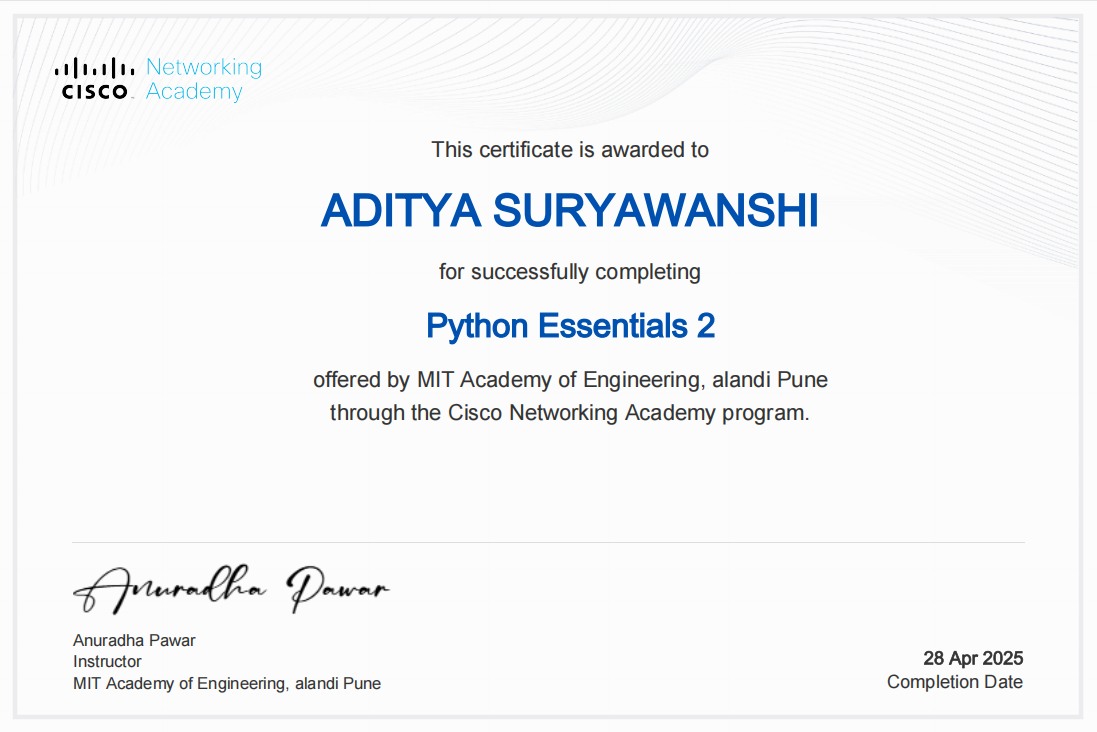 Networking
CISCO Academy
This certificate is awarded to
ADITYA SURYAWANSHI
for successfully completing
Python Essentials 2
offered by MIT Academy of Engineering, alandi Pune
through the Cisco Networking Academy program.
Anuradha Pawar
Anuradha Pawar
Instructor
MIT Academy of Engineering, alandi Pune
28 Apr 2025
Completion Date